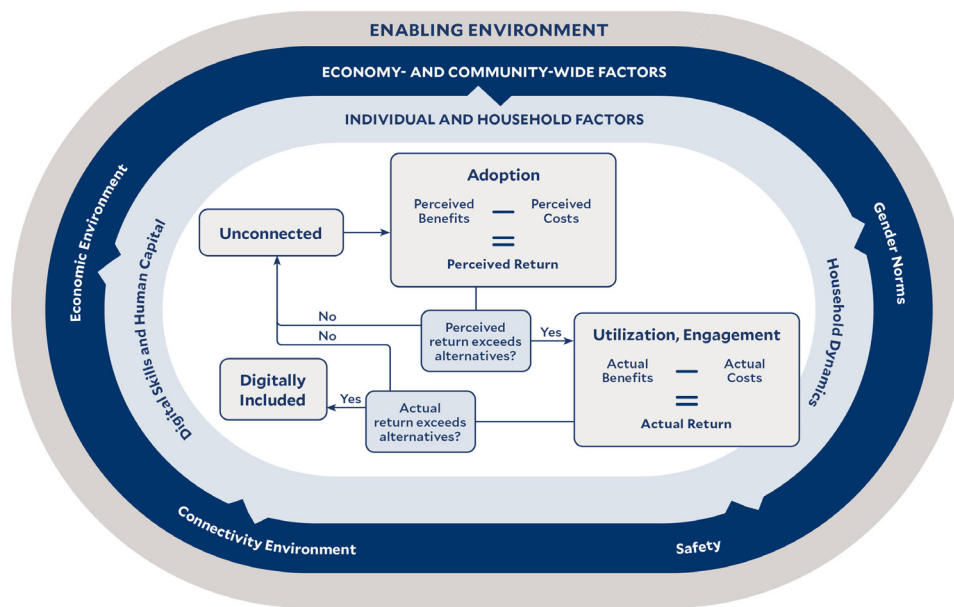 ENABLING ENVIRONMENT
ECONOMY- AND COMMUNITY-WIDE FACTORS
INDIVIDUAL AND HOUSEHOLD FACTORS
Economic Environment
Digital Skills and Human Capital
Gender Norms
Household Dynamics
Connectivity Environment
Safety
Unconnected
Adoption
Perceived
Benefits
—
Perceived
Costs
=
Perceived Return
No
Perceived
return exceeds
alternatives?
Yes
Utilization, Engagement
Actual
Benefits
—
Actual
Costs
=
Actual Return
No
Actual
return exceeds
alternatives?
Yes
Digitally
Included